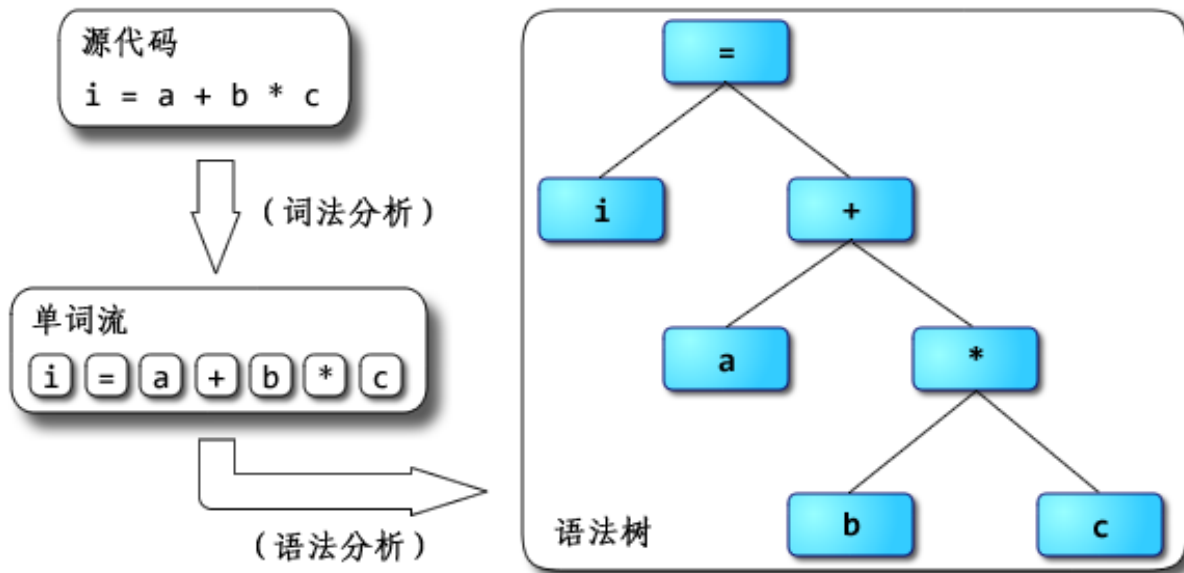 源代码
i = a + b * c
（词法分析）
单词流
i = a + b * c
（语法分析）
=
i +
a *
b c
语法树